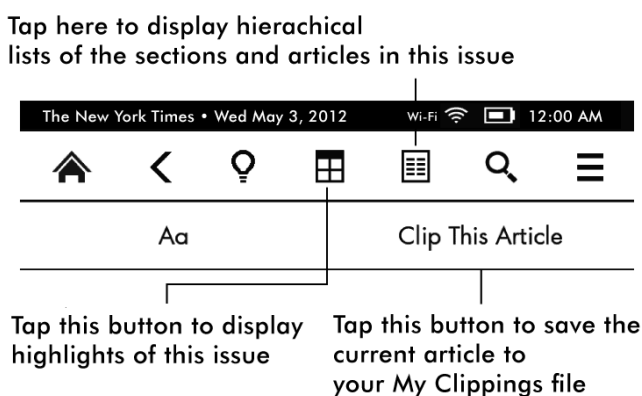 Tap here to display hierachical
lists of the sections and articles in this issue
The New York Times • Wed May 3, 2012 Wi-Fi 12:00 AM
Aa Clip This Article
Tap this button to display
highlights of this issue
Tap this button to save the
current article to
your My Clippings file